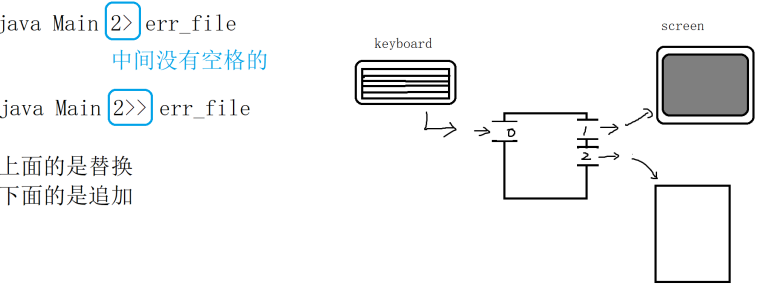 java Main 2> err_file
中间没有空格的
java Main 2>> err_file
上面的是替换
下面的是追加
keyboard
screen
0
1
2